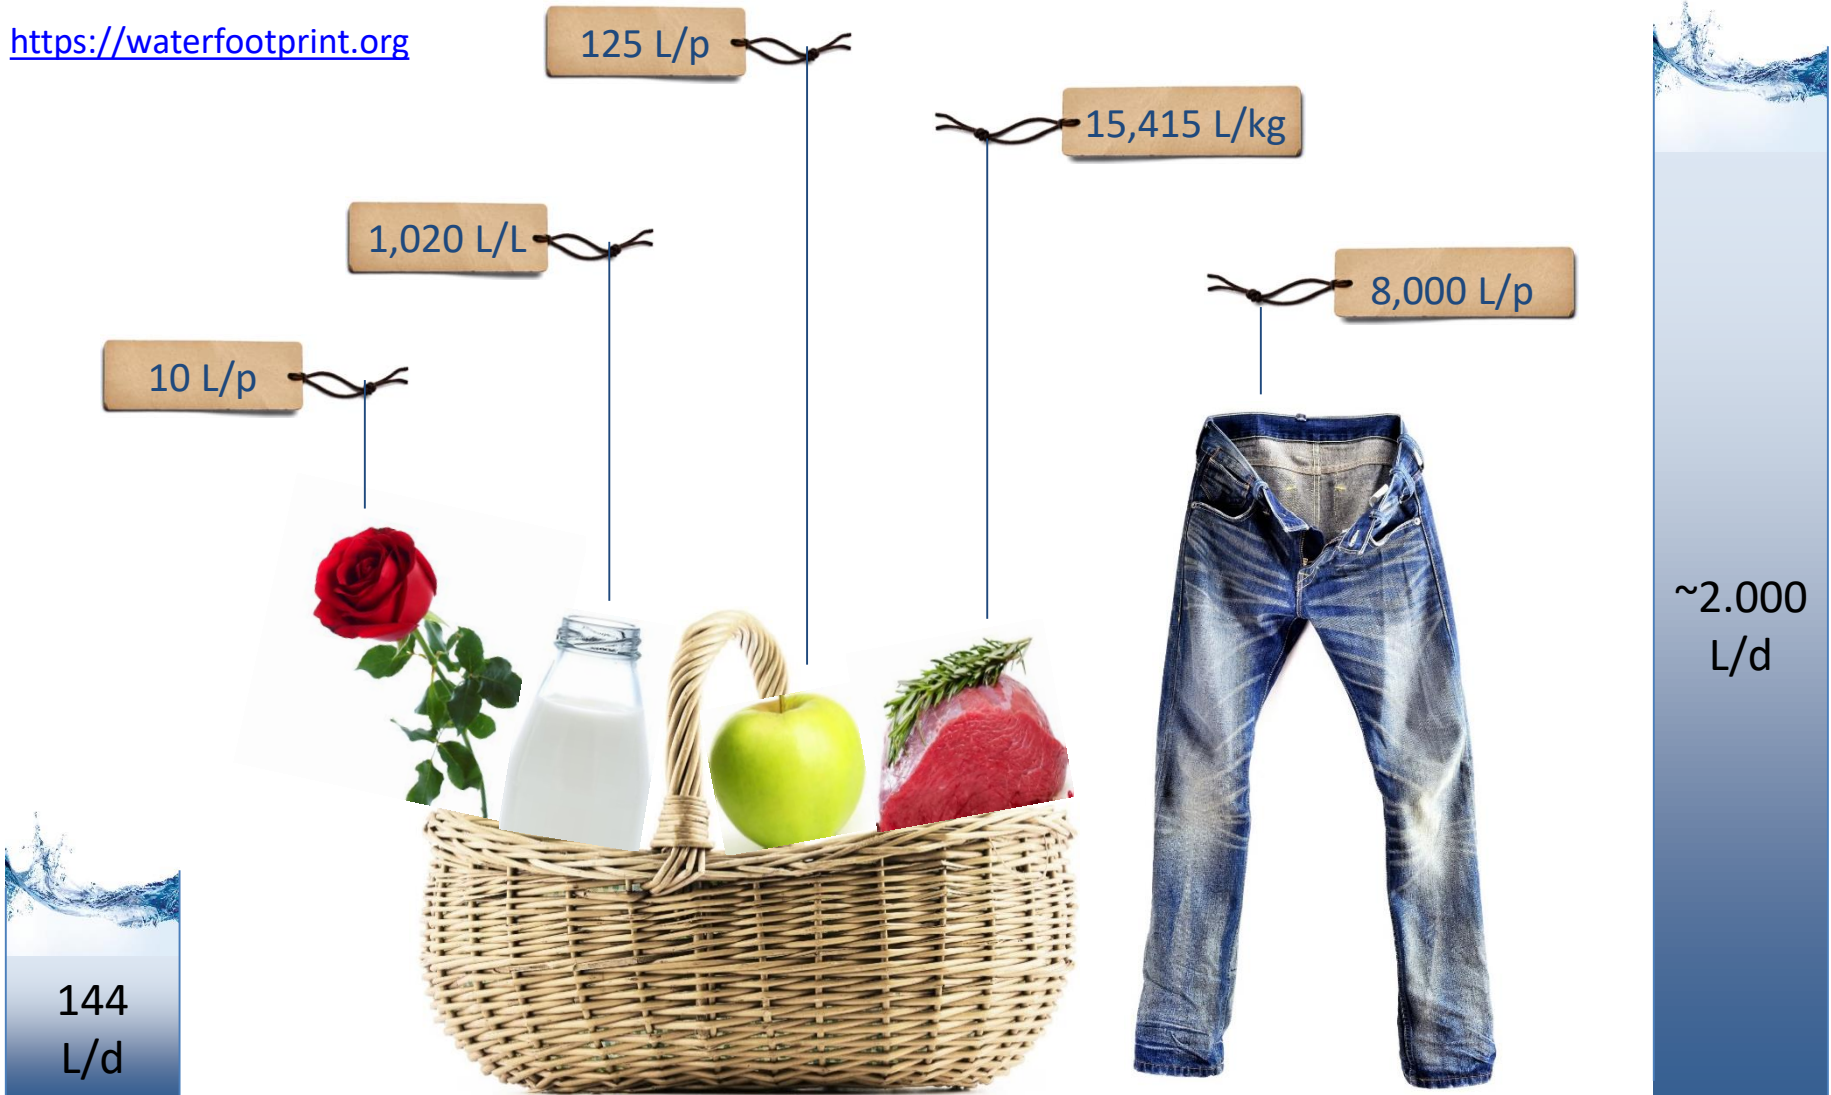 https://waterfootprint.org
125 L/p
15,415 L/kg
1,020 L/L
8,000 L/p
10 L/p
~2.000
L/d
144
L/d